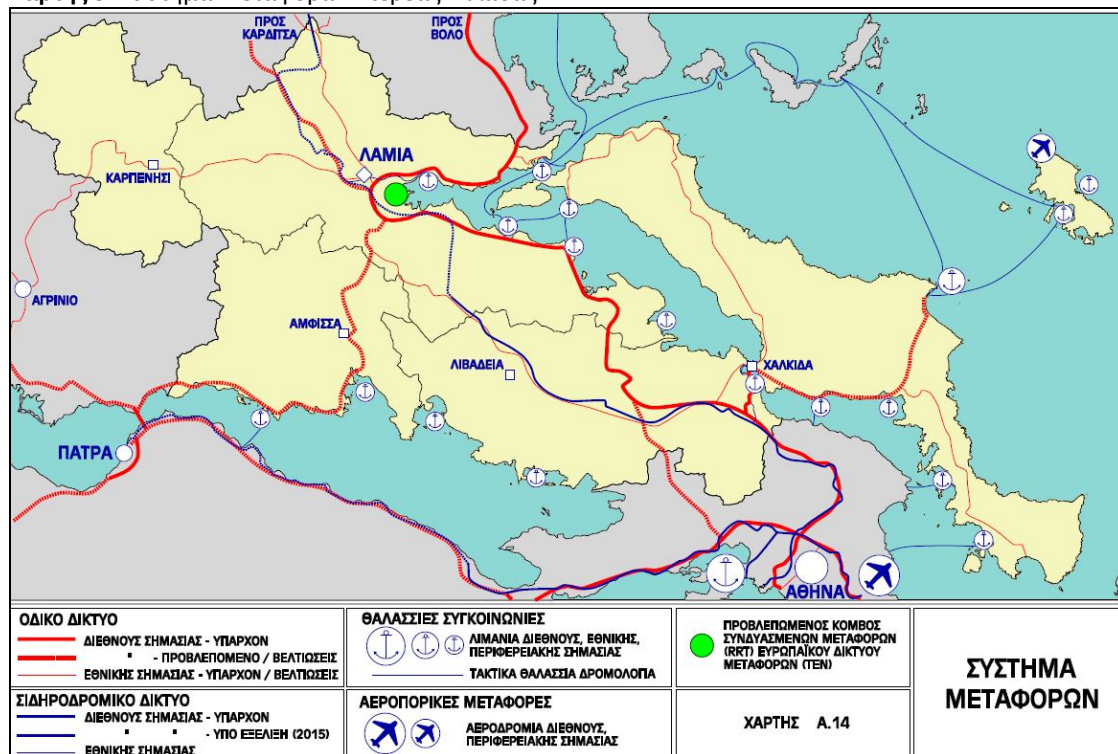 ΠΡΟΣ
ΚΑΡΔΙΤΣΑ
ΠΡΟΣ
ΒΟΛΟ
ΛΑΜΙΑ
ΚΑΡΠΕΝΗΣΙ
ΑΓΡΙΝΙΟ
ΑΜΦΙΣΣΑ
ΛΙΒΑΔΕΙΑ
ΧΑΛΚΙΔΑ
ΠΑΤΡΑ
ΑΘΗΝΑ
ΟΔΙΚΟ ΔΙΚΤΥΟ
ΔΙΕΘΝΟΥΣ ΣΗΜΑΣΙΑΣ - ΥΠΑΡΧΟΝ
" - ΠΡΟΒΛΕΠΟΜΕΝΟ / ΒΕΛΤΙΩΣΕΙΣ
ΕΘΝΙΚΗΣ ΣΗΜΑΣΙΑΣ - ΥΠΑΡΧΟΝ / ΒΕΛΤΙΩΣΕΙΣ
ΣΙΔΗΡΟΔΡΟΜΙΚΟ ΔΙΚΤΥΟ
ΔΙΕΘΝΟΥΣ ΣΗΜΑΣΙΑΣ - ΥΠΑΡΧΟΝ
" " - ΥΠΟ ΕΞΕΛΙΞΗ (2015)
ΕΘΝΙΚΗΣ ΣΗΜΑΣΙΑΣ
ΘΑΛΑΣΣΙΕΣ ΣΥΓΚΟΙΝΩΝΙΕΣ
ΛΙΜΑΝΙΑ ΔΙΕΘΝΟΥΣ, ΕΘΝΙΚΗΣ,
ΠΕΡΙΦΕΡΕΙΑΚΗΣ ΣΗΜΑΣΙΑΣ
ΤΑΚΤΙΚΑ ΘΑΛΑΣΣΙΑ ΔΡΟΜΟΛΟΓΙΑ
ΑΕΡΟΠΟΡΙΚΕΣ ΜΕΤΑΦΟΡΕΣ
ΑΕΡΟΔΡΟΜΙΑ ΔΙΕΘΝΟΥΣ,
ΠΕΡΙΦΕΡΕΙΑΚΗΣ ΣΗΜΑΣΙΑΣ
ΠΡΟΒΛΕΠΩΜΕΝΟΣ ΚΟΜΒΟΣ
ΣΥΝΔΥΑΣΜΕΝΩΝ ΜΕΤΑΦΟΡΩΝ
(RRT) ΕΥΡΩΠΑΪΚΟΥ ΔΙΚΤΥΟΥ
ΜΕΤΑΦΟΡΩΝ (TEN)
ΧΑΡΤΗΣ Α.14
ΣΥΣΤΗΜΑ
ΜΕΤΑΦΟΡΩΝ